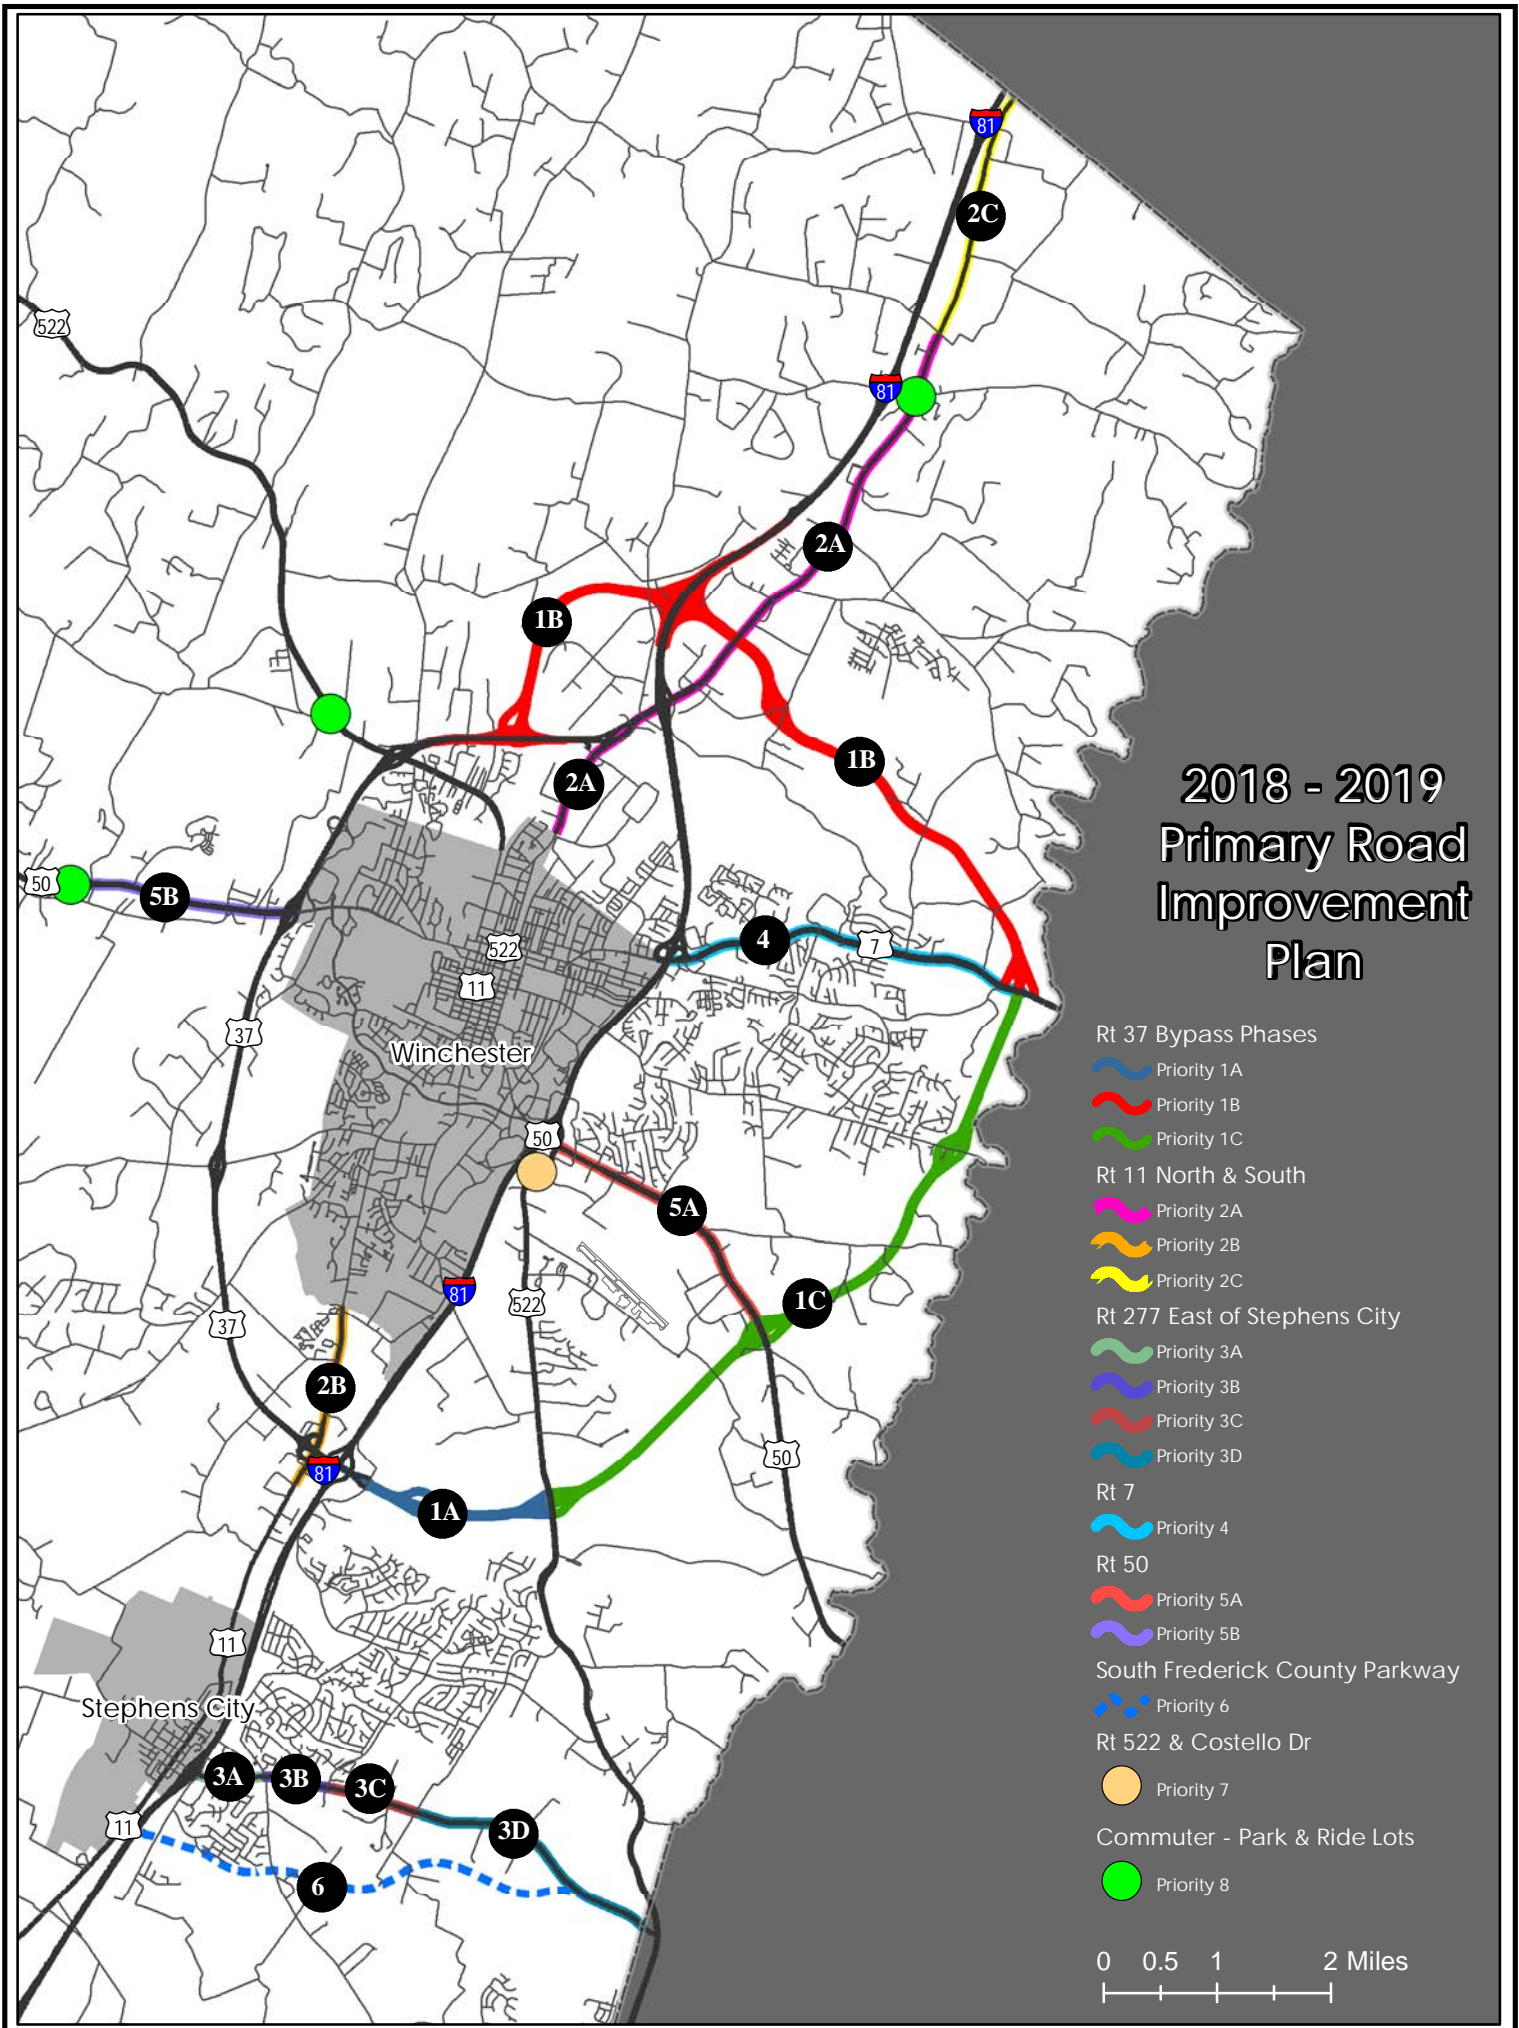 81
2C
522
81
2A
1B
1B
2A
50
5B
4
7
522
11
37
Winchester
50
5A
81
522
1C
37
2B
50
81
1A
11
Stephens City
3A
3B
3C
11
3D
6
2018 - 2019
Primary Road
Improvement
Plan
Rt 37 Bypass Phases
Priority 1A
Priority 1B
Priority 1C
Rt 11 North & South
Priority 2A
Priority 2B
Priority 2C
Rt 277 East of Stephens City
Priority 3A
Priority 3B
Priority 3C
Priority 3D
Rt 7
Priority 4
Rt 50
Priority 5A
Priority 5B
South Frederick County Parkway
Priority 6
Rt 522 & Costello Dr
Priority 7
Commuter - Park & Ride Lots
Priority 8
0 0.5 1 2 Miles